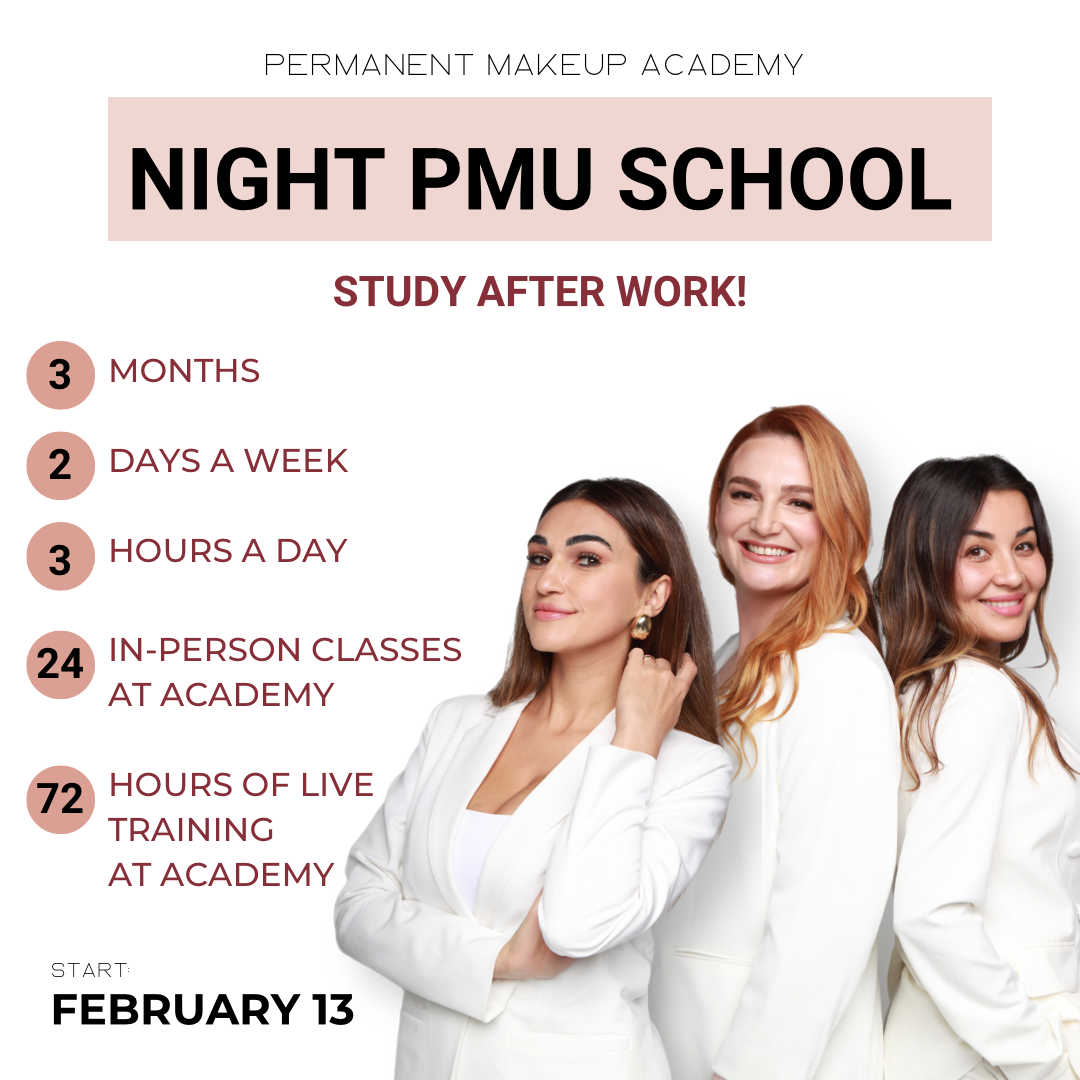 PERMANENT MAKEUP ACADEMY
NIGHT PMU SCHOOL
STUDY AFTER WORK!
3 MONTHS
2 DAYS A WEEK
3 HOURS A DAY
24 IN-PERSON CLASSES
AT ACADEMY
72 HOURS OF LIVE
TRAINING
AT ACADEMY
START:
FEBRUARY 13